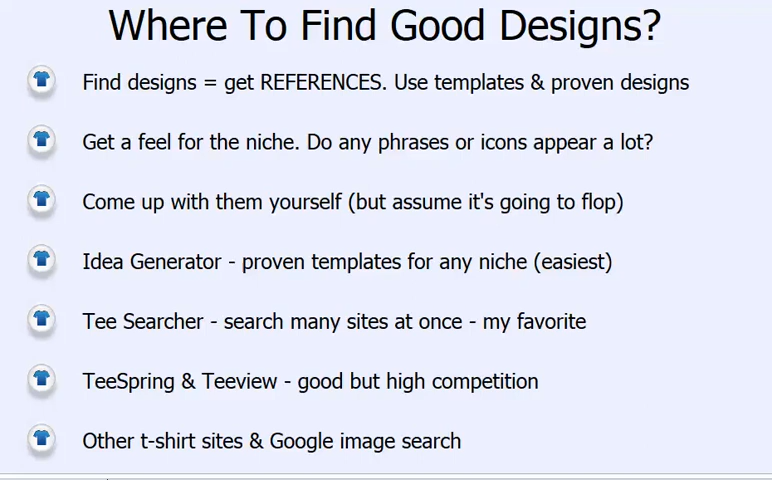 Where To Find Good Designs?
Find designs = get REFERENCES. Use templates & proven designs
Get a feel for the niche. Do any phrases or icons appear a lot?
Come up with them yourself (but assume it's going to flop)
Idea Generator - proven templates for any niche (easiest)
Tee Searcher - search many sites at once - my favorite
TeeSpring & Teeview - good but high competition
Other t-shirt sites & Google image search